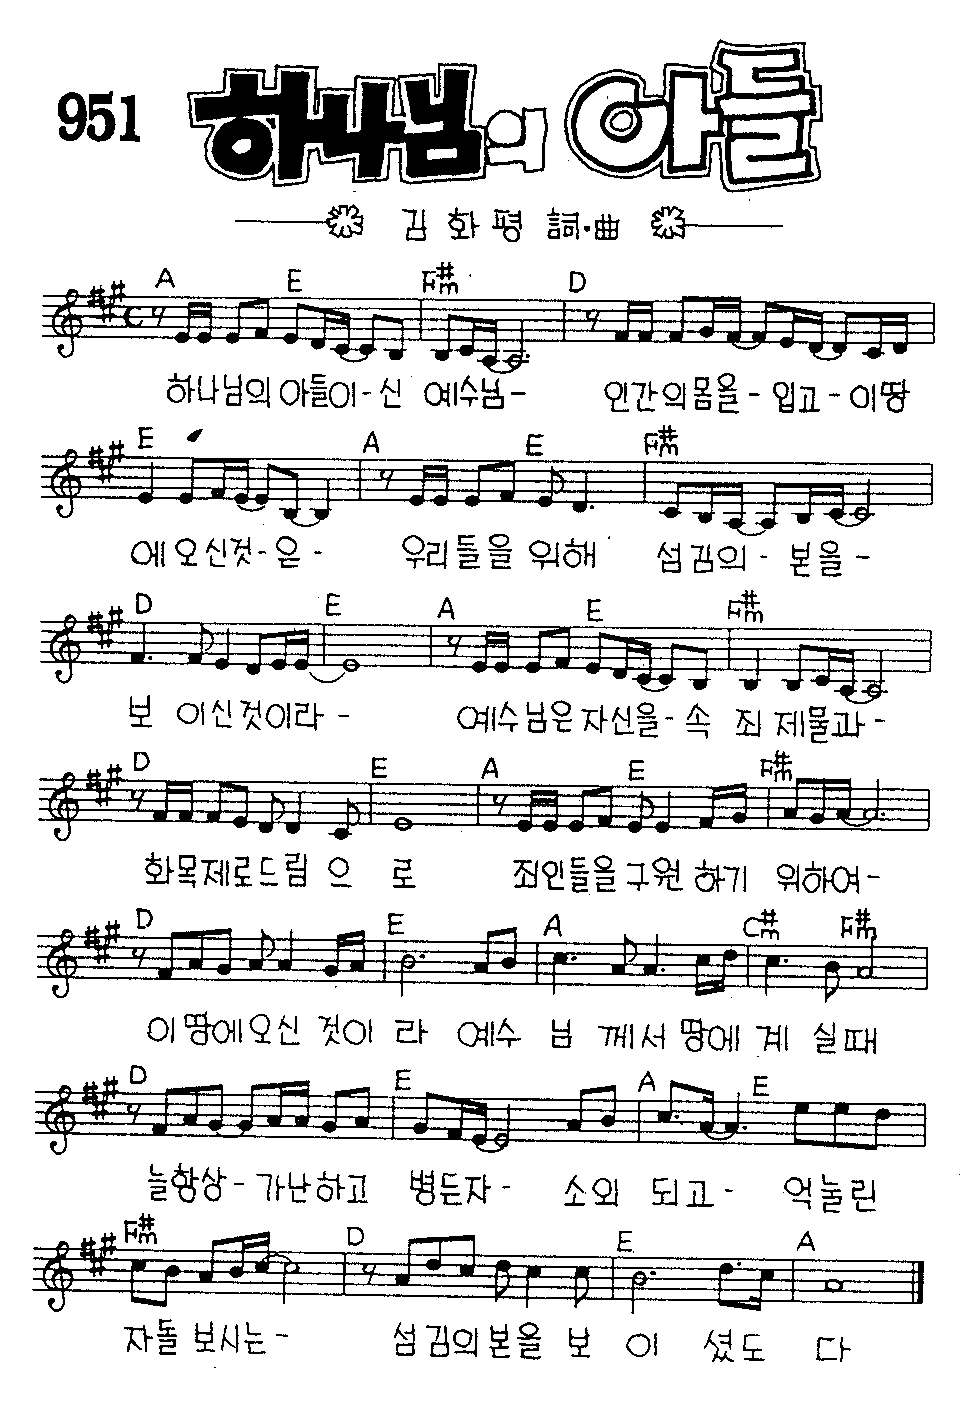 951 하나님의 아들
김화평 詞·曲
A E F#m D
하나님의 아들이-신 예수님- 인간의몸을-입고-이땅
E A E F#m
에오신것-은- 우리들을 위해 섬김의-본을-
D E A E F#m
보 이신것이라- 예수님은자신을-속 죄 제물과-
D E A E F#m
화목제로드림 으 로 죄인들을구원 하기 위하여-
D E A C#m F#m
이 땅에오신 것이 라 예수 님 께서 땅에 계 실때
D E A E
늘항상-가난하고 병든자- 소외 되고- 억눌린
F#m D E A
자돌 보시는- 섬김의본을 보 이 셨도 다